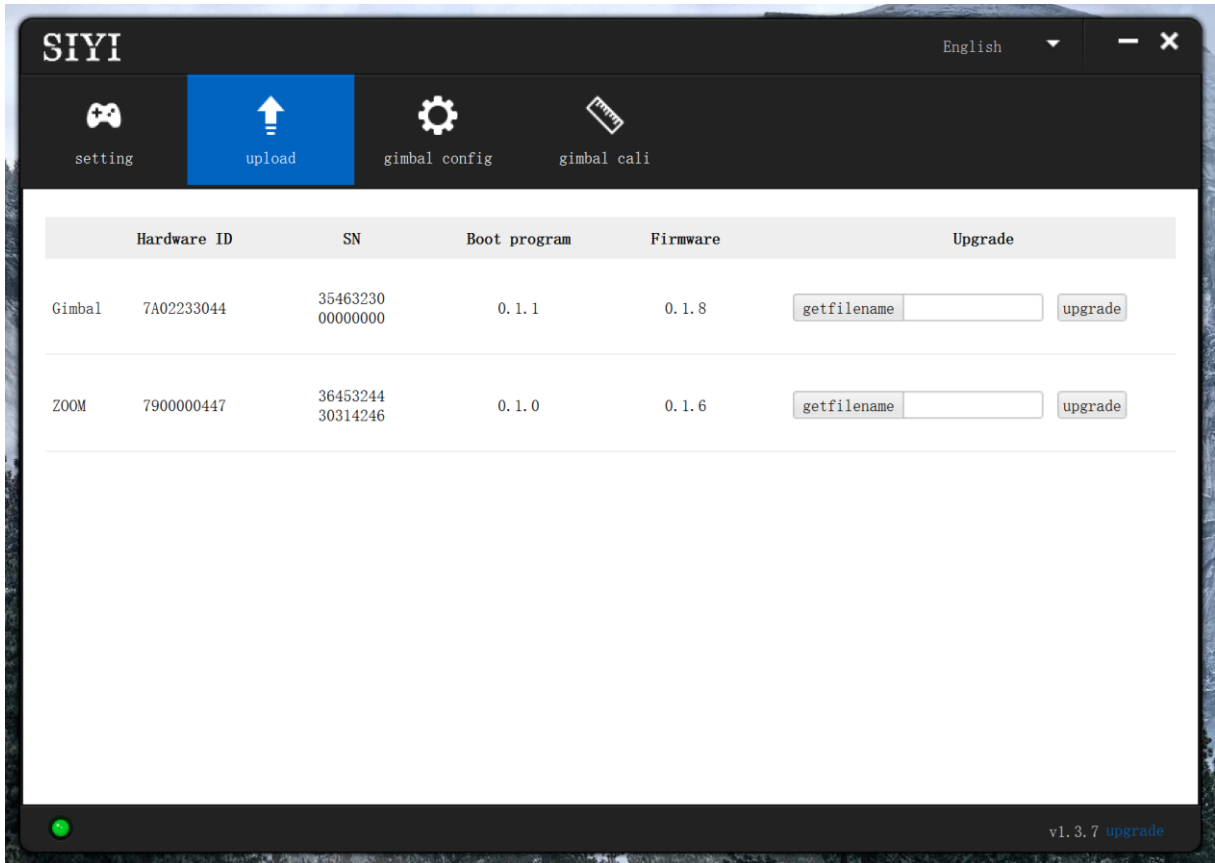 SIYI
English
setting
upload
gimbal config
gimbal cali
Hardware ID SN Boot program Firmware Upgrade
Gimbal 7A02233044 35463230 00000000 0.1.1 0.1.8 getfilename upgrade
ZOOM 7900000447 36453244 30314246 0.1.0 0.1.6 getfilename upgrade
v1.3.7 upgrade